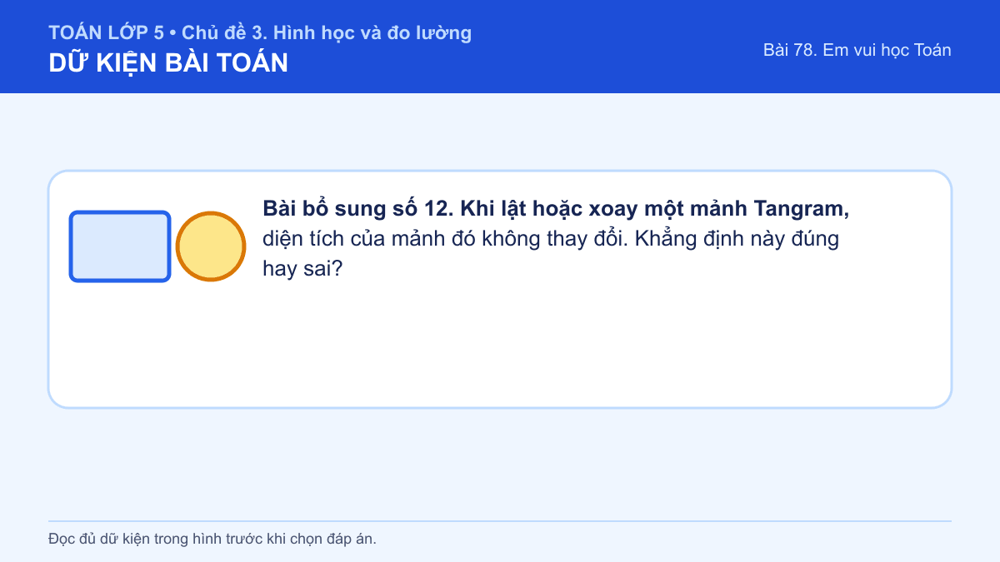 TOÁN LỚP 5 • Chủ đề 3. Hình học và đo lường
DỮ KIỆN BÀI TOÁN
Bài 78. Em vui học Toán
Bài bổ sung số 12. Khi lật hoặc xoay một mảnh Tangram,
diện tích của mảnh đó không thay đổi. Khẳng định này đúng
hay sai?
Đọc đủ dữ kiện trong hình trước khi chọn đáp án.